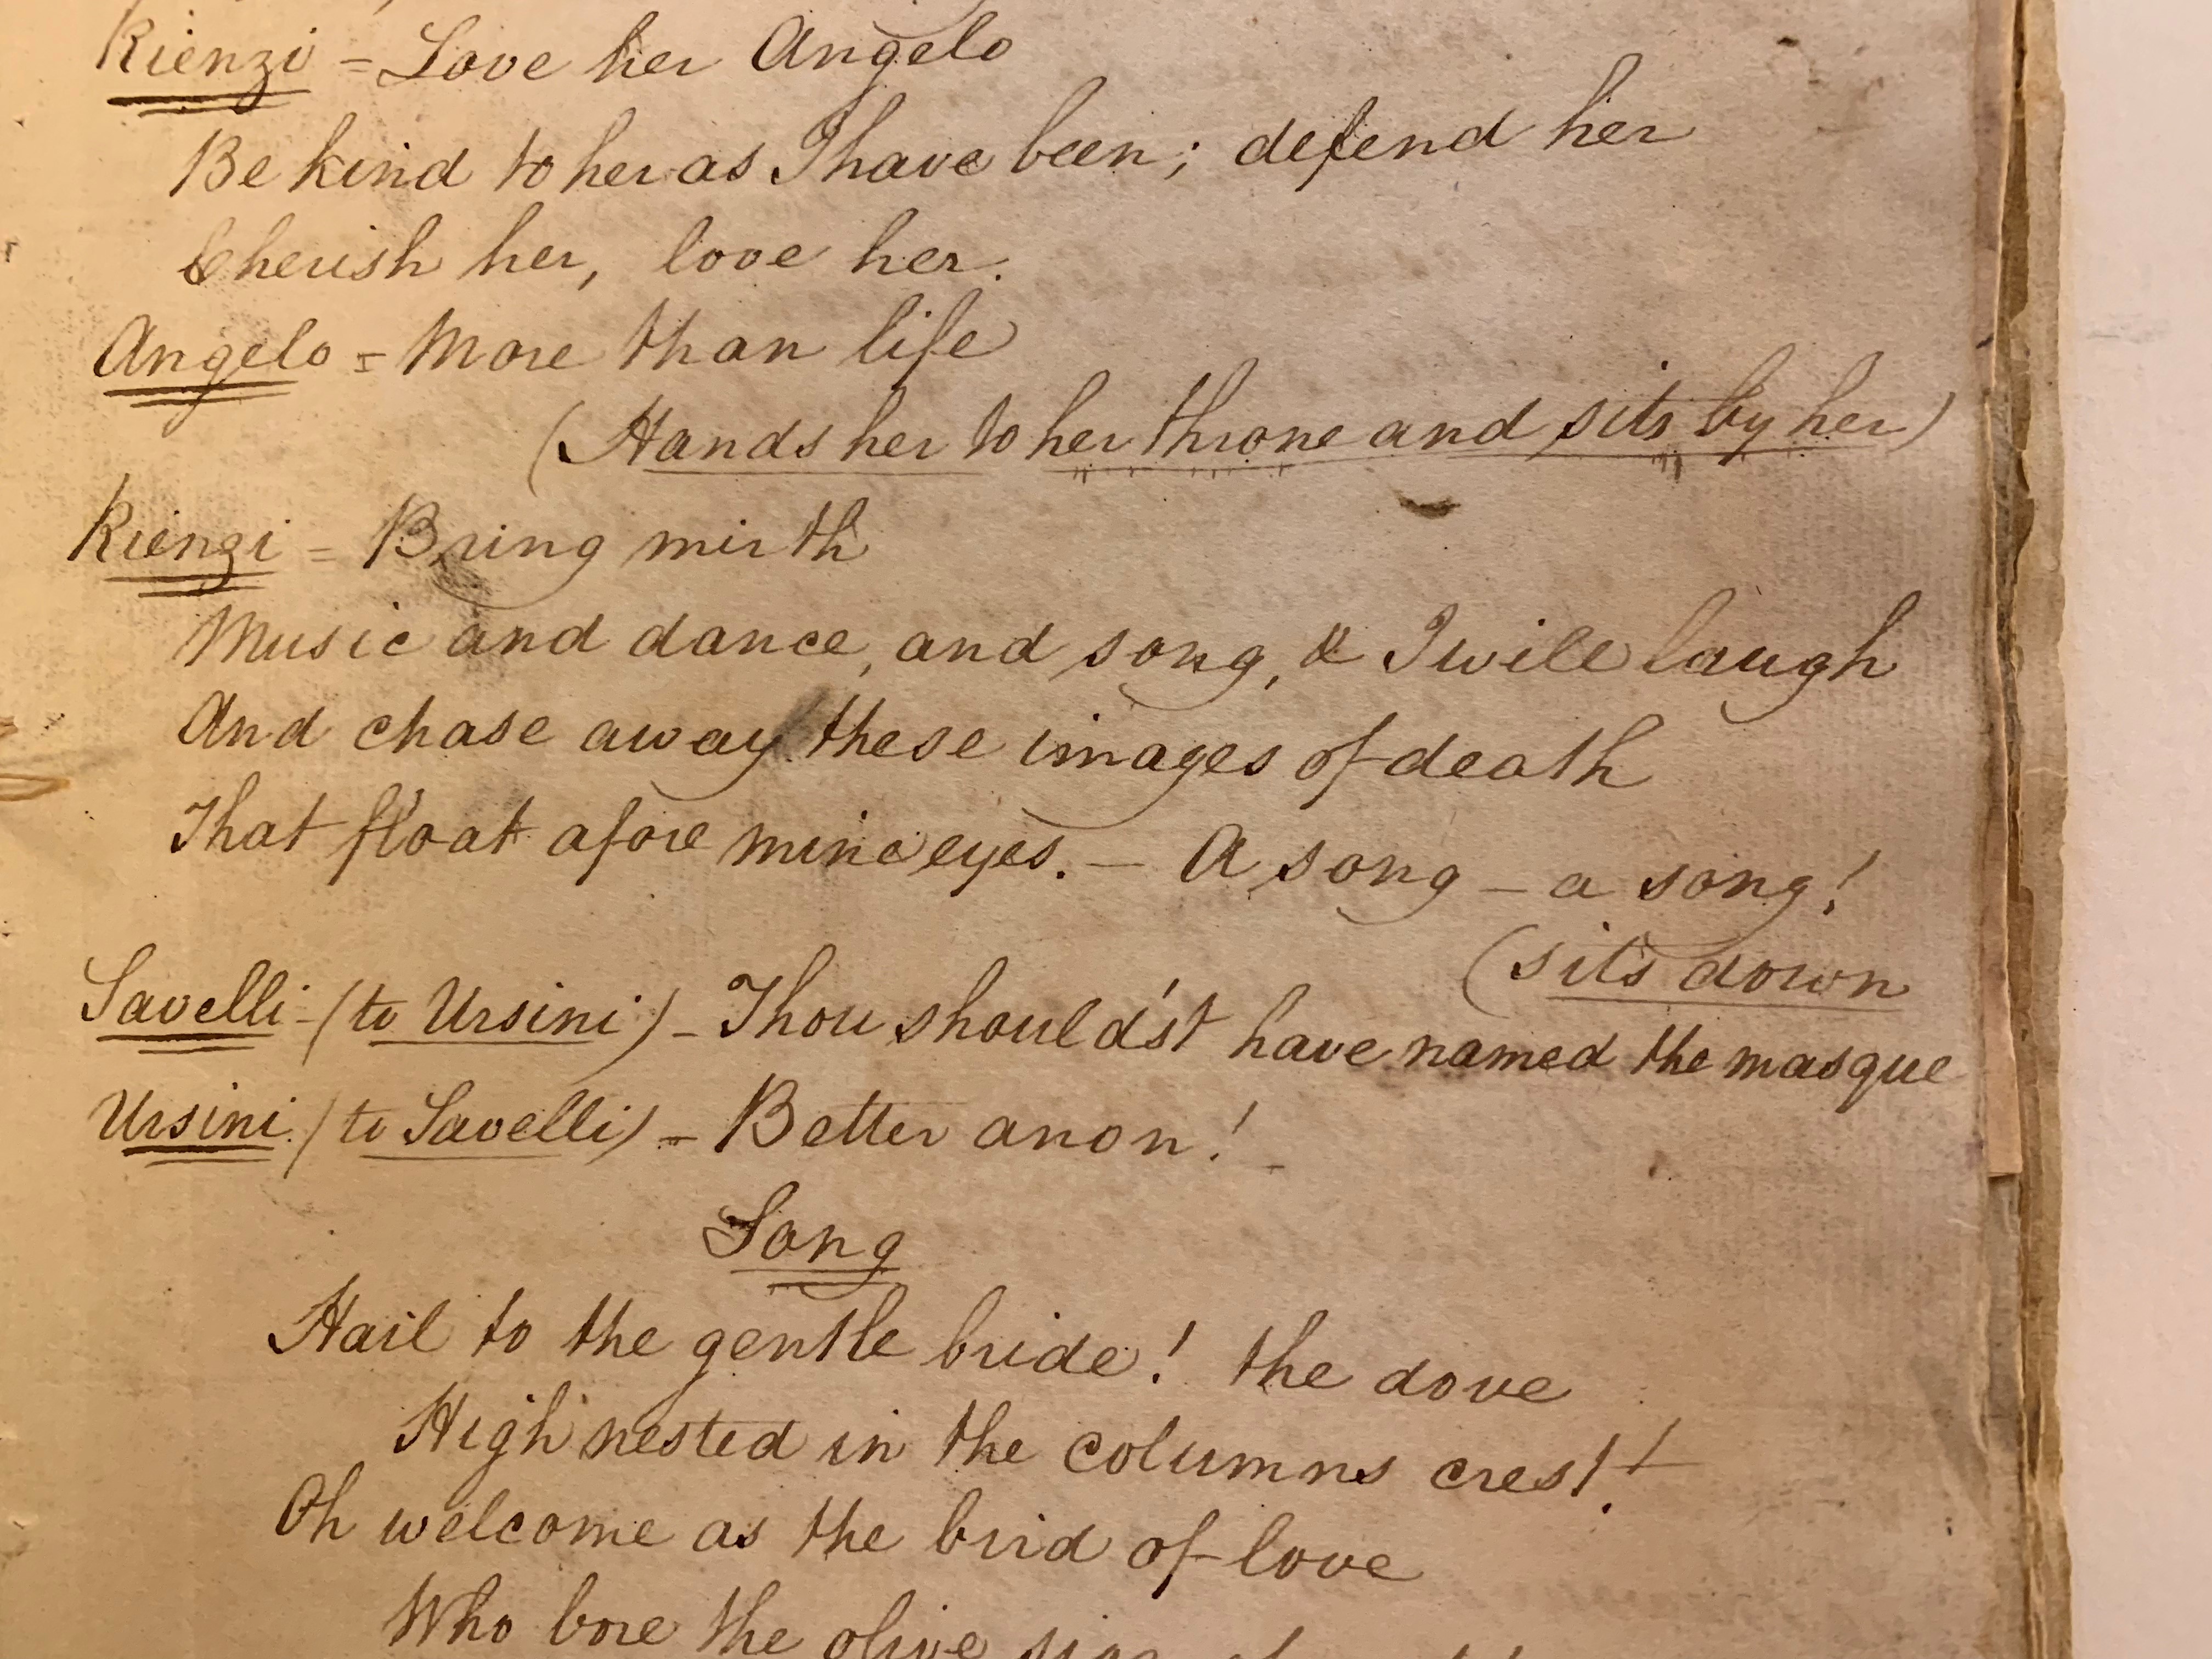 Rienzi = Love her Angelo
Be kind to her as I have been; defend her
Cherish her, love her.
Angelo = More than life
(Hands her to her throne and sits by her)
Rienzi = Bring mirth
Music and dance, and song, & I will laugh
And chase away these images of death
That float afore mine eyes. — A song — a song!
(sits down
Savelli - (to Ursini) - Thou should'st have named the masque
Ursini (to Savelli) = Better anon!
Song
Hail to the gentle bride! the dove
High nested in the columns crest!
Oh welcome as the bird of love
Who bore the olive